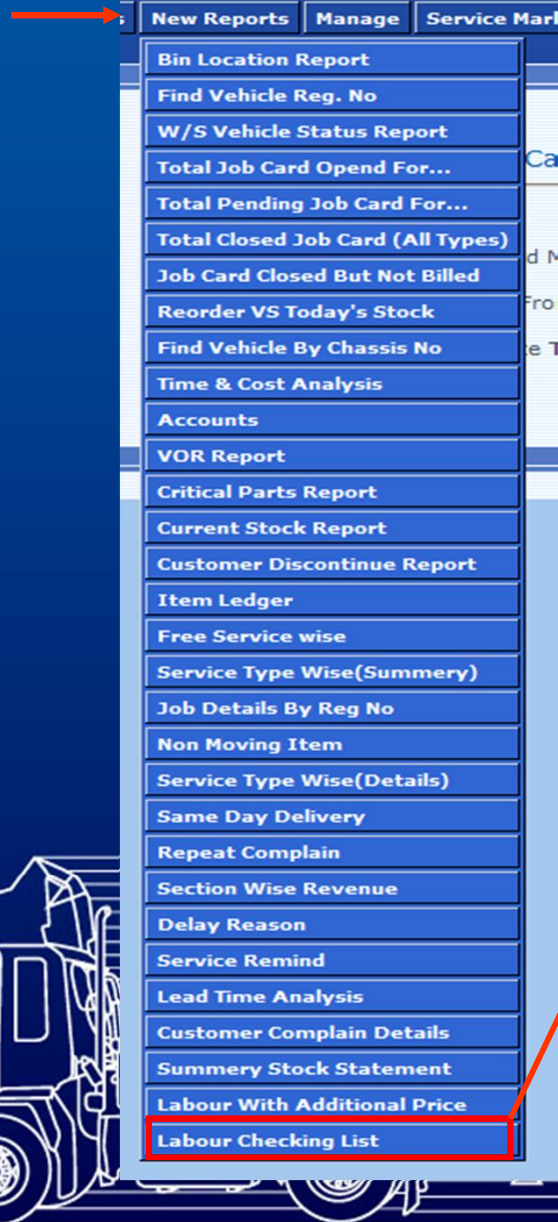 New Reports Manage Service Mark
Bin Location Report
Find Vehicle Reg. No
W/S Vehicle Status Report
Ca
Total Job Card Opend For...
Total Pending Job Card For...
Total Closed Job Card (All Types)
d M
Job Card Closed But Not Billed
Fro
Reorder VS Today's Stock
Find Vehicle By Chassis No
e T
Time & Cost Analysis
Accounts
VOR Report
Critical Parts Report
Current Stock Report
Customer Discontinue Report
Item Ledger
Free Service wise
Service Type Wise(Summery)
Job Details By Reg No
Non Moving Item
Service Type Wise(Details)
Same Day Delivery
Repeat Complain
Section Wise Revenue
Delay Reason
Service Remind
Lead Time Analysis
Customer Complain Details
Summery Stock Statement
Labour With Additional Price
Labour Checking List